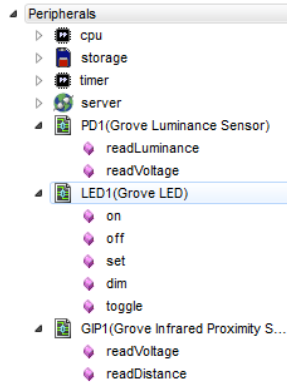 Peripherals
cpu
storage
timer
server
PD1(Grove Luminance Sensor)
readLuminance
readVoltage
LED1(Grove LED)
on
off
set
dim
toggle
GIP1(Grove Infrared Proximity S...
readVoltage
readDistance